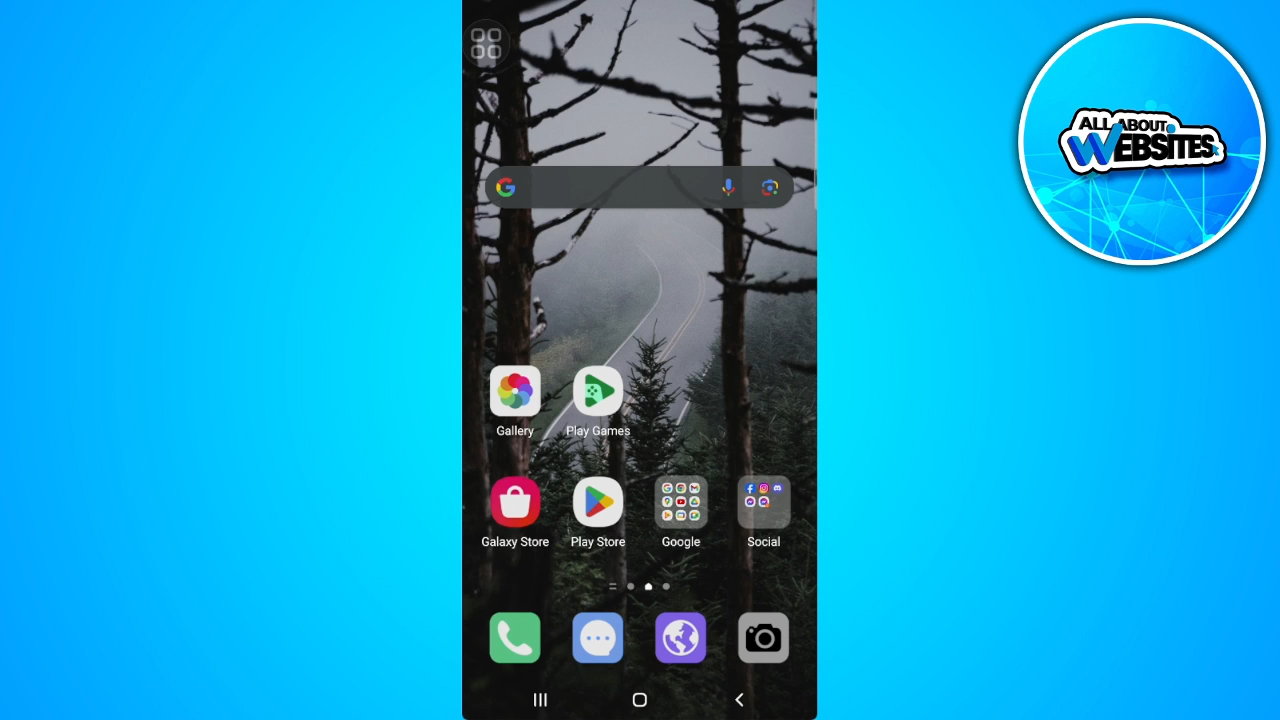 ALL ABOUT
WEBSITES
Gallery
Play Games
Galaxy Store
Play Store
Google
Social